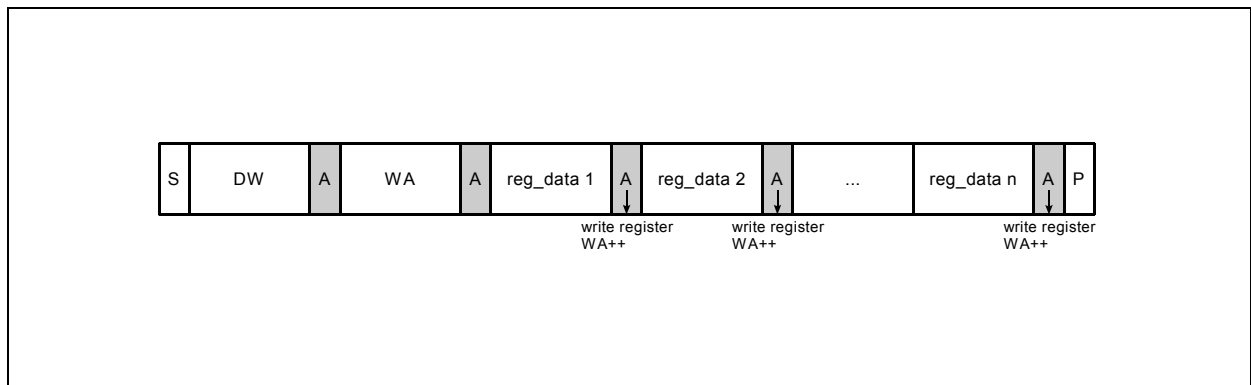 S DW A WA A reg_data 1 A reg_data 2 A ... reg_data n A P
write register write register write register
WA++ WA++ WA++